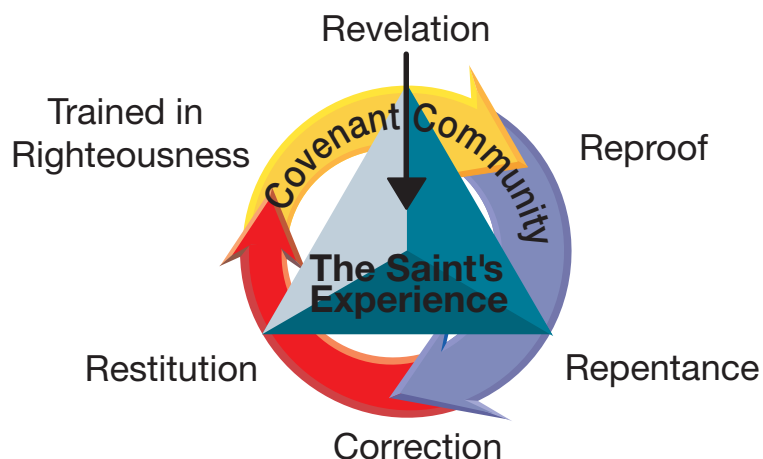 Revelation
Trained in
Righteousness
Covenant Community
Reproof
The Saint's
Experience
Restitution
Repentance
Correction